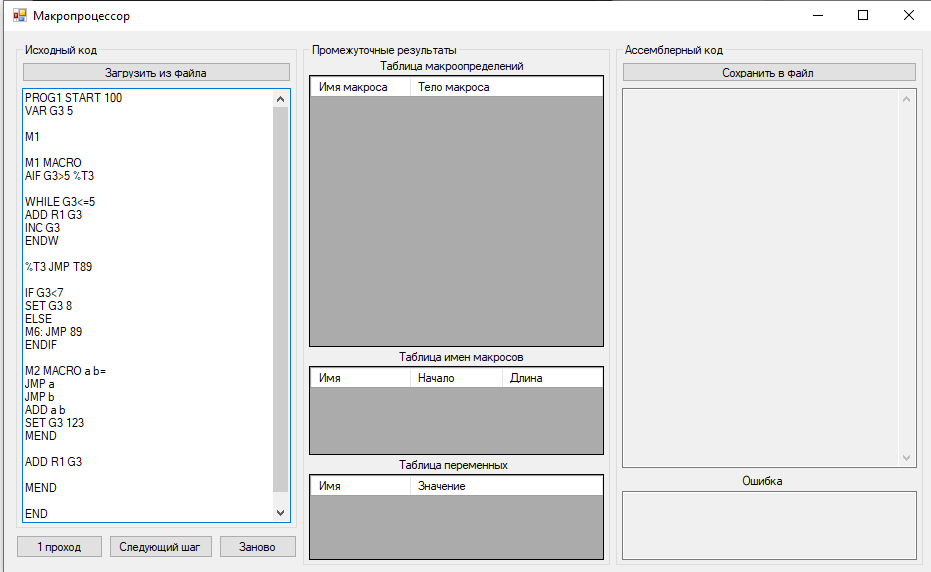 Макропроцессор
Исходный код
Загрузить из файла
PROG1 START 100
VAR G3 5
M1
M1 MACRO
AIF G3>5 %T3
WHILE G3<=5
ADD R1 G3
INC G3
ENDW
%T3 JMP T89
IF G3<7
SET G3 8
ELSE
M6: JMP 89
ENDIF
M2 MACRO a b=
JMP a
JMP b
ADD a b
SET G3 123
MEND
ADD R1 G3
MEND
END
1 проход
Следующий шаг
Заново
Промежуточные результаты
Таблица макроопределений
Имя макроса
Тело макроса
Таблица имен макросов
Имя
Начало
Длина
Таблица переменных
Имя
Значение
Ассемблерный код
Сохранить в файл
Ошибка